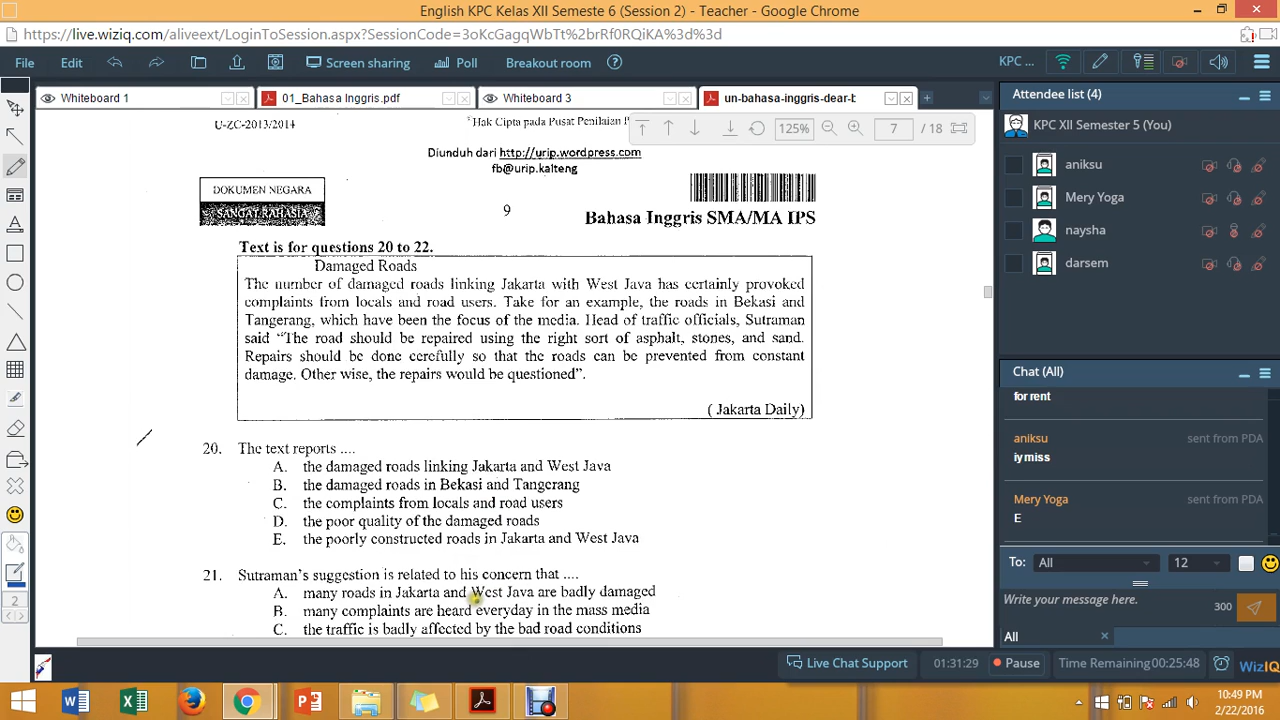 English KPC Kelas XII Semeste 6 (Session 2) - Teacher - Google Chrome
https://live.wiziq.com/aliveext/LoginToSession.aspx?SessionCode=3oKcGagqWbTt%2brRf0RQiKA%3d%3d
File Edit Screen sharing Poll Breakout room KPC ...
Whiteboard 1 01_Bahasa Inggris.pdf Whiteboard 3 un-bahasa-inggris-dear-b
Attendee list (4)
KPC XII Semester 5 (You)
aniksu
Mery Yoga
naysha
darsem
125% 7 / 18
U-ZC-2013/2014
Hak Cipta pada Pusat Penilaian P
Diunduh dari http://urip.wordpress.com
fb@urip.kalteng
DOKUMEN NEGARA
SANGAT RAHASIA
9
Bahasa Inggris SMA/MA IPS
Text is for questions 20 to 22.
Damaged Roads
The number of damaged roads linking Jakarta with West Java has certainly provoked
complaints from locals and road users. Take for an example, the roads in Bekasi and
Tangerang, which have been the focus of the media. Head of traffic officials, Sutraman
said "The road should be repaired using the right sort of asphalt, stones, and sand.
Repairs should be done cerefully so that the roads can be prevented from constant
damage. Other wise, the repairs would be questioned".
( Jakarta Daily)
20. The text reports ....
A. the damaged roads linking Jakarta and West Java
B. the damaged roads in Bekasi and Tangerang
C. the complaints from locals and road users
D. the poor quality of the damaged roads
E. the poorly constructed roads in Jakarta and West Java
21. Sutraman's suggestion is related to his concern that ....
A. many roads in Jakarta and West Java are badly damaged
B. many complaints are heard everyday in the mass media
C. the traffic is badly affected by the bad road conditions
2
Chat (All)
for rent
aniksu sent from PDA
iy miss
Mery Yoga sent from PDA
E
To: All 12
Write your message here. 300
All
Live Chat Support 01:31:29 Pause Time Remaining 00:25:48 WizIQ
10:49 PM
2/22/2016